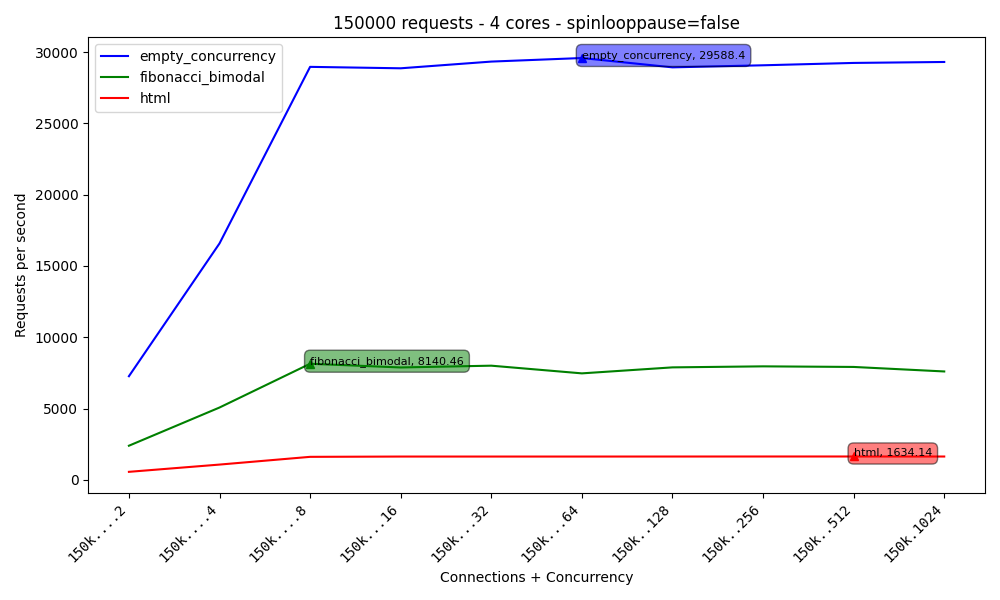 150000 requests - 4 cores - spinlooppause=false
empty_concurrency
fibonacci_bimodal
html
empty_concurrency, 29588.4
fibonacci_bimodal, 8140.46
html, 1634.14
Requests per second
30000
25000
20000
15000
10000
5000
0
150k....2
150k....4
150k....8
150k...16
150k...32
150k...64
150k..128
150k..256
150k..512
150k.1024
Connections + Concurrency